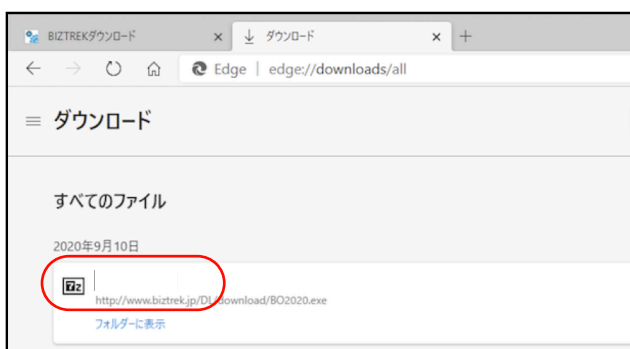 BIZTREKダウンロード
ダウンロード
Edge | edge://downloads/all
ダウンロード
すべてのファイル
2020年9月10日
7z
http://www.biztrek.jp/DL/download/BO2020.exe
フォルダーに表示